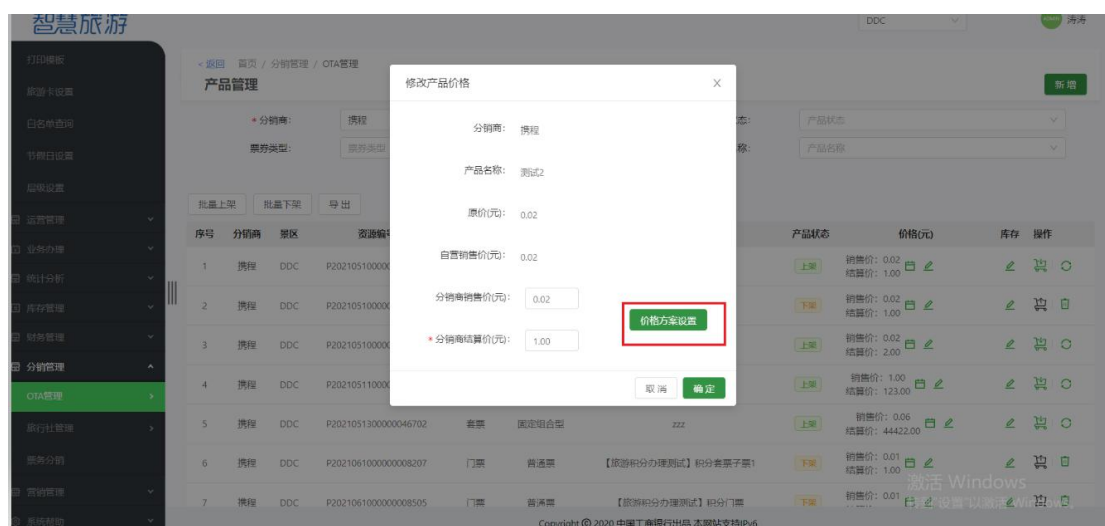 智慧旅游
DDC
涛涛
打印模板
旅游卡设置
白名单查询
节假日设置
层级设置
运营管理
业务办理
统计分析
库存管理
财务管理
分销管理
OTA管理
旅行社管理
票务分销
营销管理
系统帮助
< 返回 首页 / 分销管理 / OTA管理
产品管理
新 增
* 分销商: 携程
产品状态
票券类型: 票券类型
称: 产品名称
批量上架 批量下架 导 出
修改产品价格
分销商: 携程
产品名称: 测试2
原价(元): 0.02
自营销售价(元): 0.02
分销商销售价(元): 0.02
* 分销商结算价(元): 1.00
价格方案设置
取 消 确 定
序号 分销商 景区 资源编号 产品状态 价格(元) 库存 操作
1 携程 DDC P20210510000 上架 销售价: 0.02
结算价: 1.00
2 携程 DDC P20210510000 下架 销售价: 0.02
结算价: 1.00
3 携程 DDC P20210510000 上架 销售价: 0.02
结算价: 2.00
4 携程 DDC P20210511000 上架 销售价: 1.00
结算价: 123.00
5 携程 DDC P2021051300000046702 套票 固定组合型 zzz 上架 销售价: 0.06
结算价: 44422.00
6 携程 DDC P2021061000000008207 门票 普通票 【旅游积分办理测试】积分套票子票1 下架 销售价: 0.01
结算价: 1.00
7 携程 DDC P2021061000000008505 门票 普通票 【旅游积分办理测试】积分门票 下架 销售价: 0.01
激活 Windows
Copyright © 2020 中国工商银行出品 本网站支持IPv6